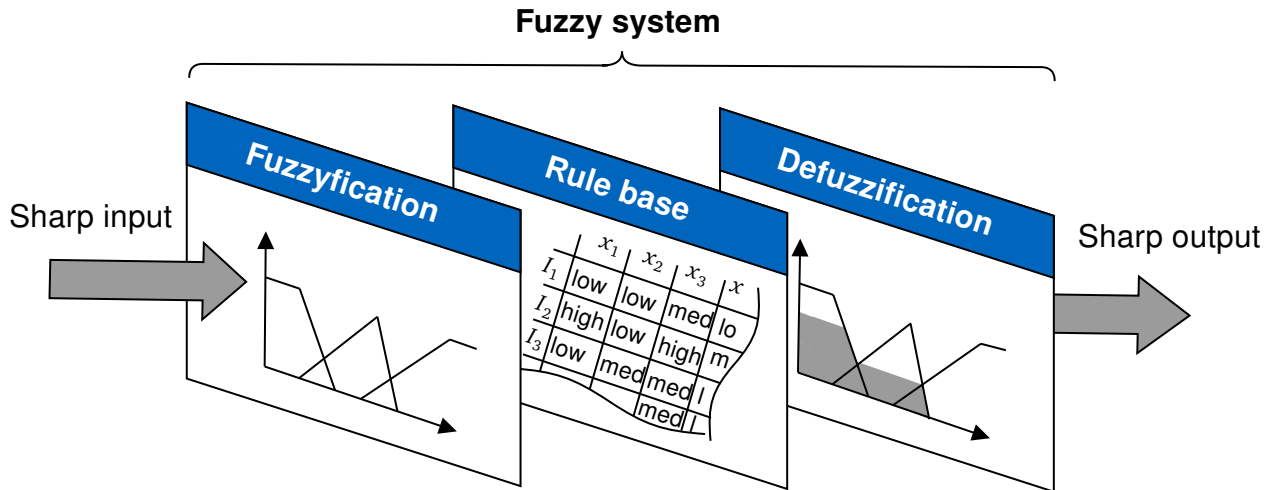 Fuzzy system
Fuzzyfication
Rule base
Defuzzification
Sharp input
Sharp output
x₁ x₂ x₃ x
I₁ low low med lo
I₂ high low high m
I₃ low med med l
med l